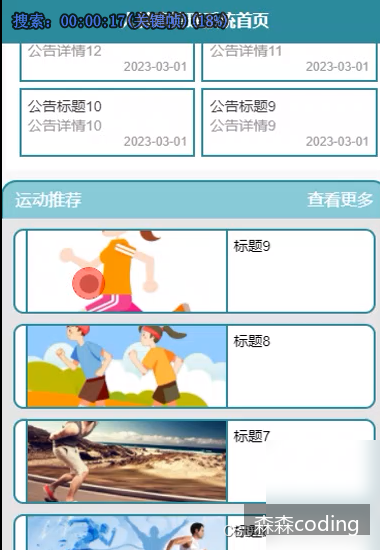 搜索: 00:00:17(关键帧)(18%)
系统首页
公告详情12
2023-03-01
公告详情11
2023-03-01
公告标题10
公告详情10
2023-03-01
公告标题9
公告详情9
2023-03-01
运动推荐
查看更多
标题9
标题8
标题7
森森coding